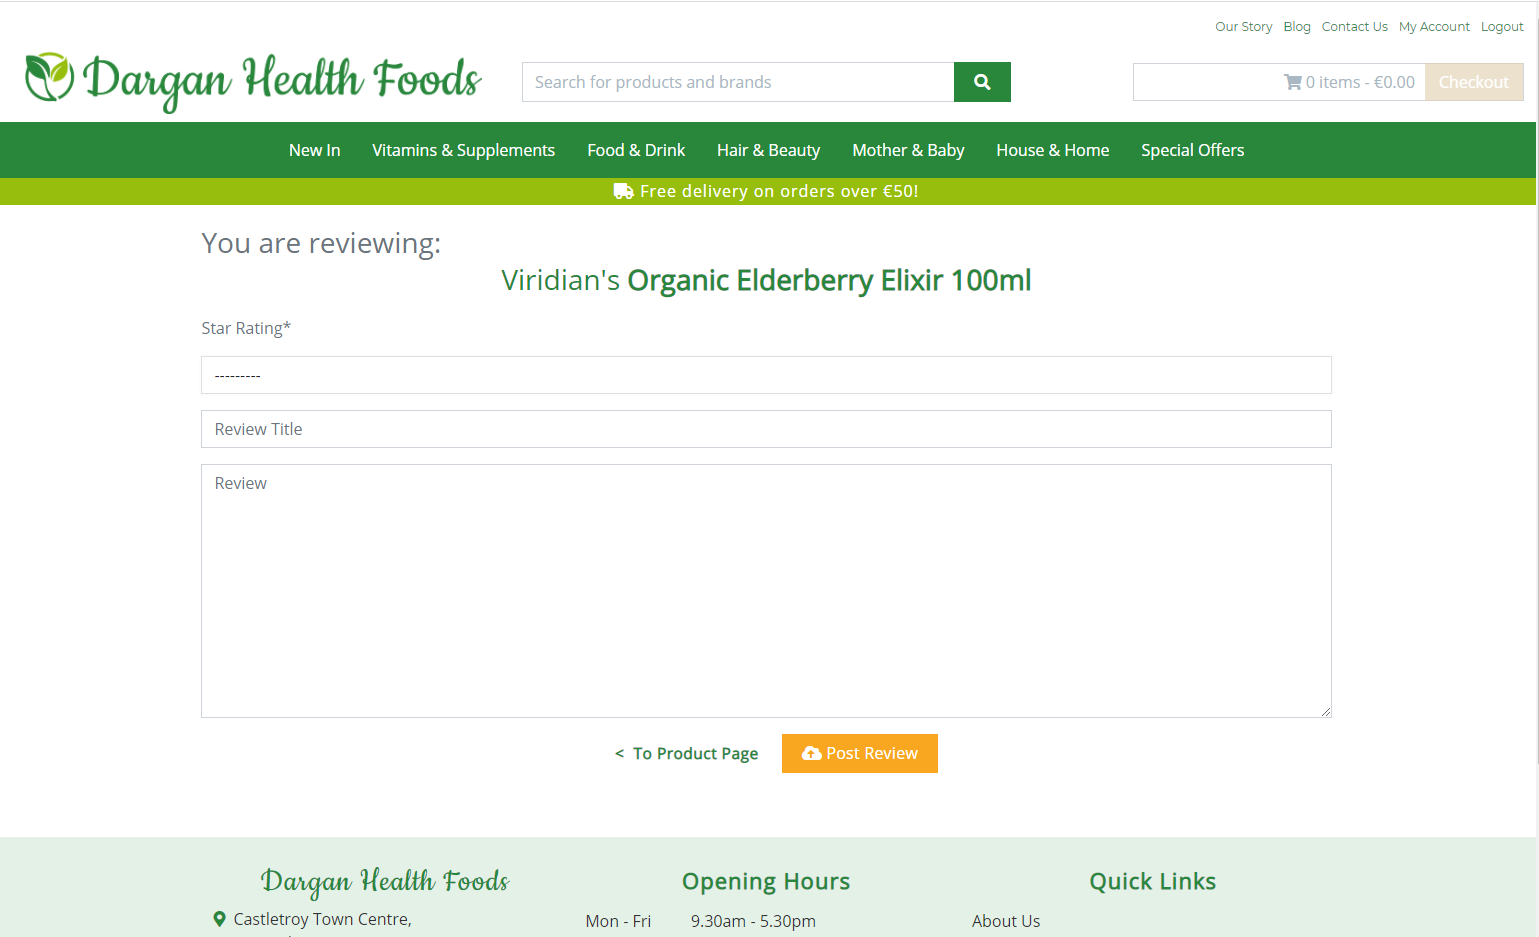 Our Story Blog Contact Us My Account Logout
Dargan Health Foods
Search for products and brands
0 items - €0.00 Checkout
New In Vitamins & Supplements Food & Drink Hair & Beauty Mother & Baby House & Home Special Offers
Free delivery on orders over €50!
You are reviewing:
Viridian's Organic Elderberry Elixir 100ml
Star Rating*
---------
Review Title
Review
< To Product Page Post Review
Dargan Health Foods Opening Hours Quick Links
Castletroy Town Centre, Mon - Fri 9.30am - 5.30pm About Us